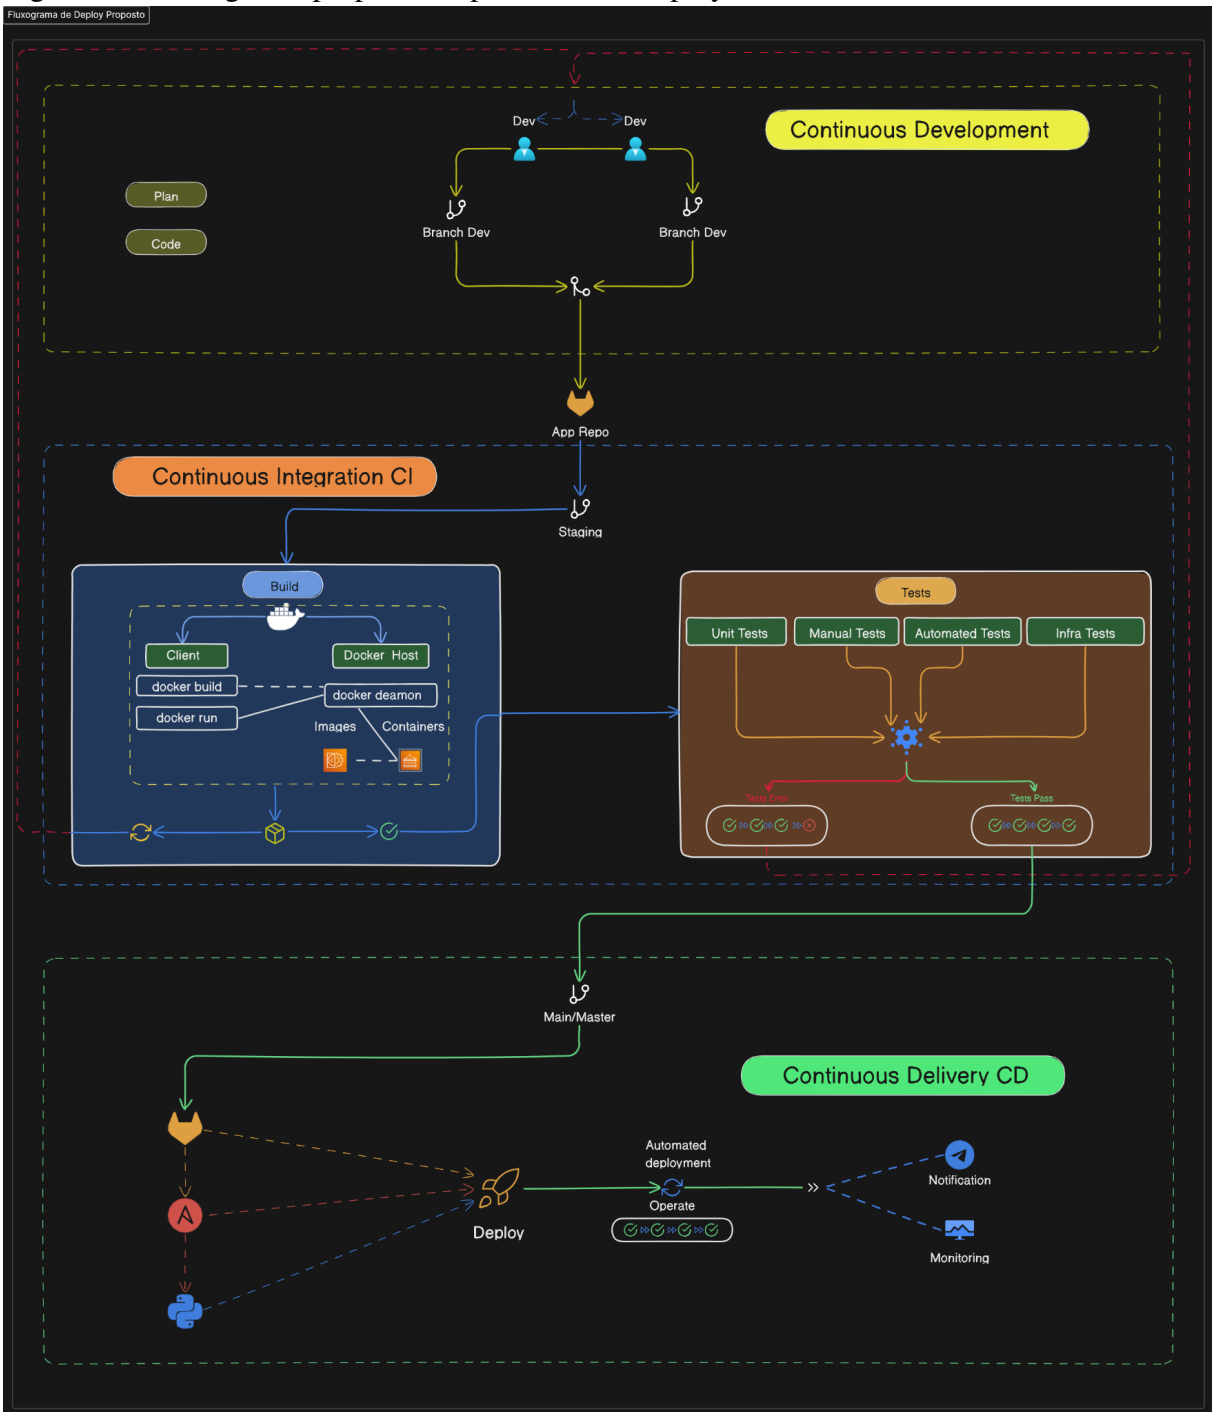 Fluxograma de Deploy Proposto
Continuous Development
Dev
Dev
Plan
Code
Branch Dev
Branch Dev
App Repo
Continuous Integration CI
Staging
Build
Client
Docker Host
docker build
docker run
docker deamon
Images
Containers
Tests
Unit Tests
Manual Tests
Automated Tests
Infra Tests
Tests Error
Tests Pass
Main/Master
Continuous Delivery CD
Deploy
Automated
deployment
Operate
Notification
Monitoring